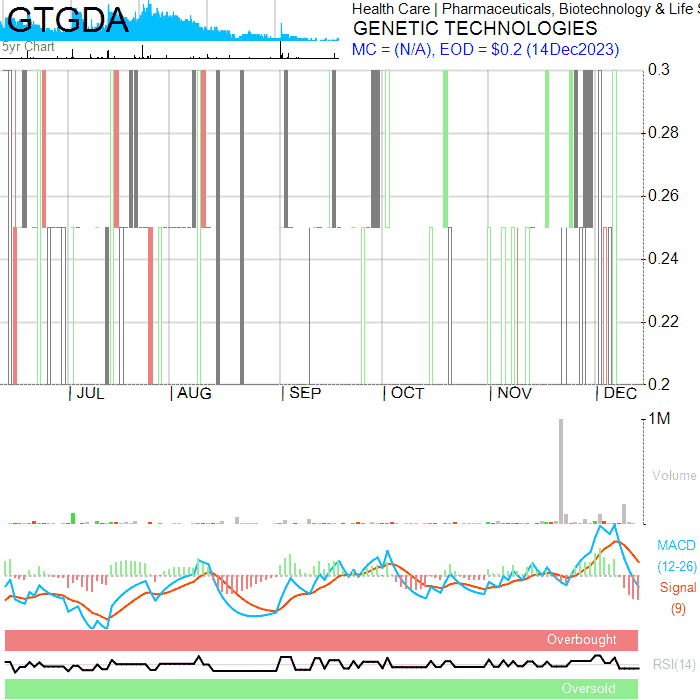 GTGDA
5yr Chart
Health Care | Pharmaceuticals, Biotechnology & Life S
GENETIC TECHNOLOGIES
MC = (N/A), EOD = $0.2 (14Dec2023)
0.3
0.28
0.26
0.24
0.22
0.2
| JUL | AUG | SEP | OCT | NOV | DEC
1M
Volume
MACD
(12-26)
Signal
(9)
Overbought
RSI(14)
Oversold